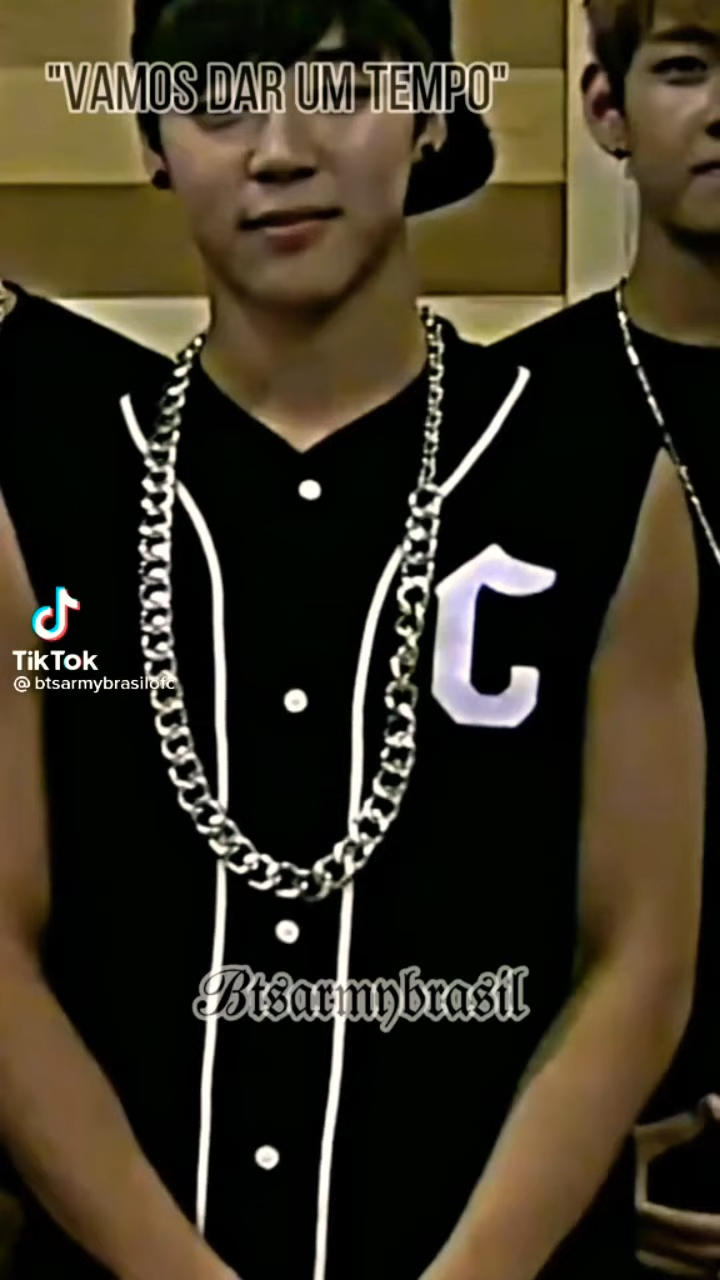 "VAMOS DAR UM TEMPO"
C
TikTok
@ btsarmybrasilofc
Btsarmybrasil